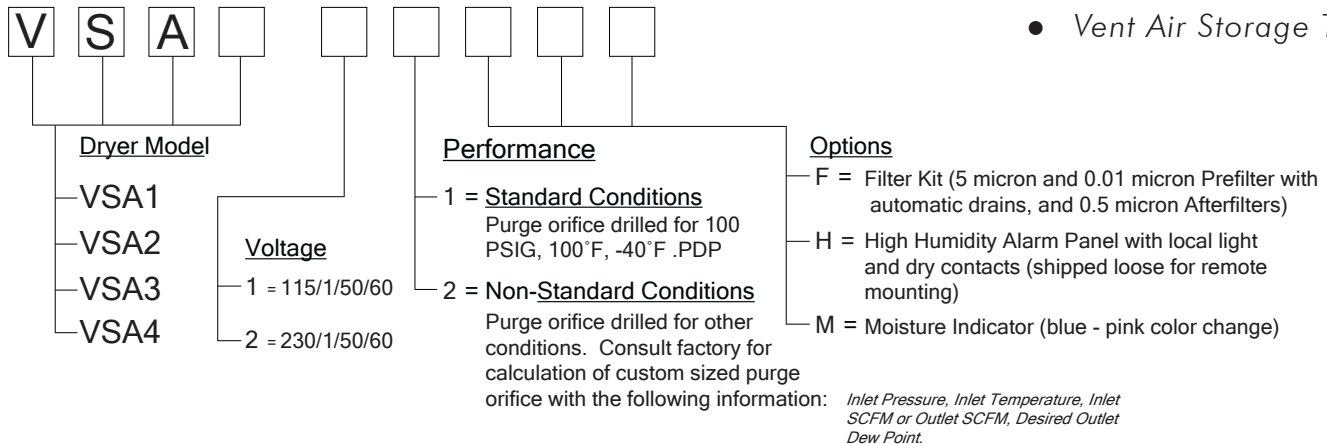 V S A
● Vent Air Storage
Dryer Model
VSA1
VSA2
VSA3
VSA4
Voltage
1 = 115/1/50/60
2 = 230/1/50/60
Performance
1 = Standard Conditions
Purge orifice drilled for 100
PSIG, 100˚F, -40˚F .PDP
2 = Non-Standard Conditions
Purge orifice drilled for other
conditions. Consult factory for
calculation of custom sized purge
orifice with the following information:
Inlet Pressure, Inlet Temperature, Inlet
SCFM or Outlet SCFM, Desired Outlet
Dew Point.
Options
F = Filter Kit (5 micron and 0.01 micron Prefilter with
automatic drains, and 0.5 micron Afterfilters)
H = High Humidity Alarm Panel with local light
and dry contacts (shipped loose for remote
mounting)
M = Moisture Indicator (blue - pink color change)